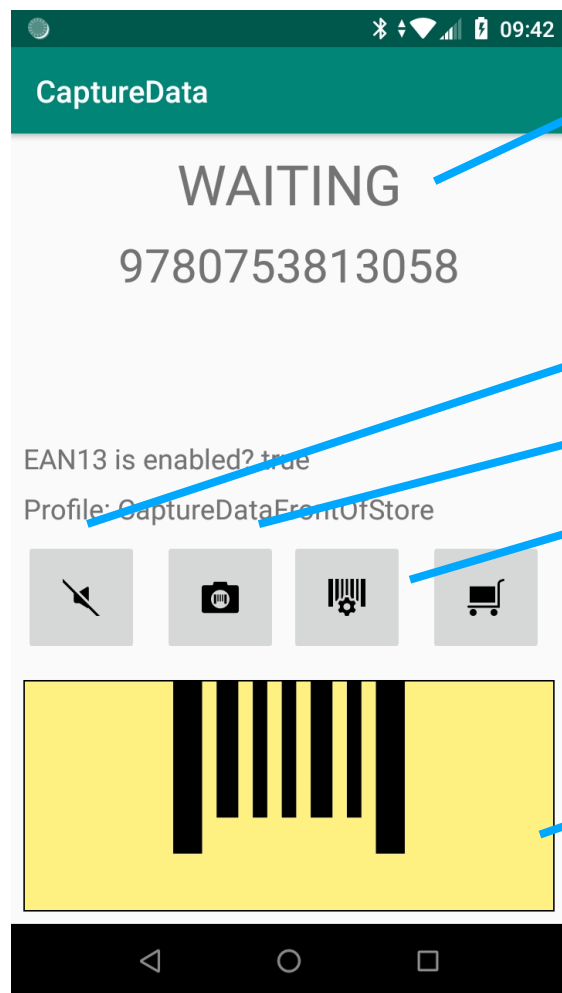 09:42
CaptureData
WAITING
9780753813058
EAN13 is enabled? true
Profile: CaptureDataFrontOfStore